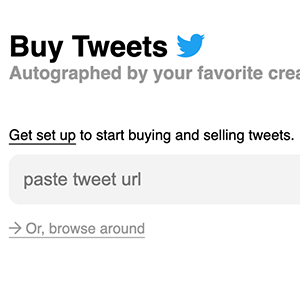 Buy Tweets
Autographed by your favorite crea
Get set up to start buying and selling tweets.
paste tweet url
→ Or, browse around